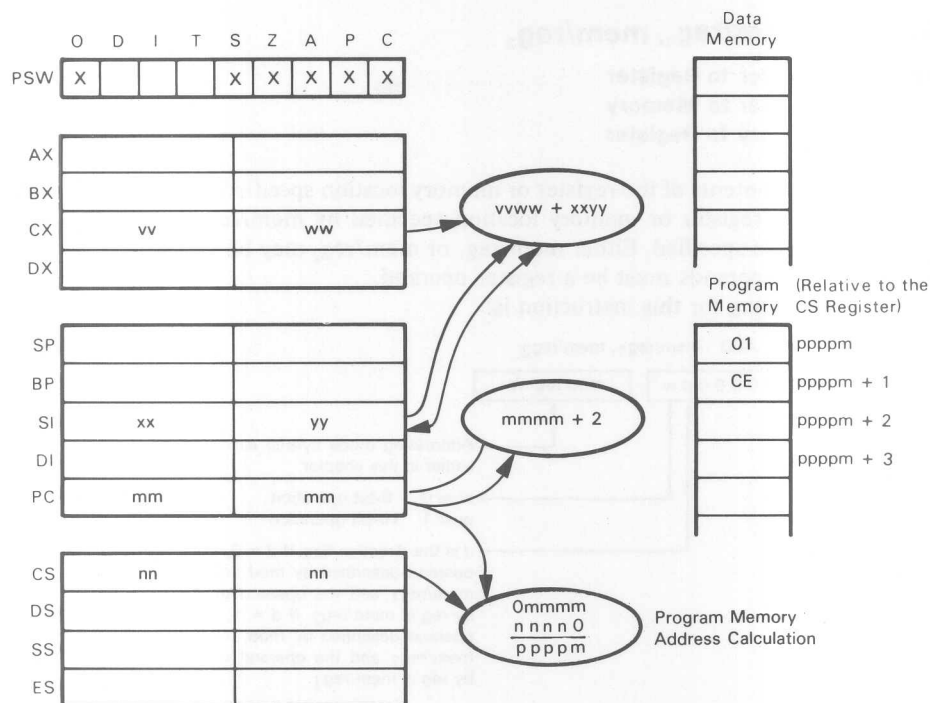 O D I T S Z A P C
PSW X X X X X X
AX
BX
CX vv ww
DX
SP
BP
SI xx yy
DI
PC mm mm
CS nn nn
DS
SS
ES
vvww + xxyy
mmmm + 2
0mmmm
nnnn0
ppppm
Program Memory
Address Calculation
Data
Memory
Program (Relative to the
Memory CS Register)
01 ppppm
CE ppppm + 1
ppppm + 2
ppppm + 3